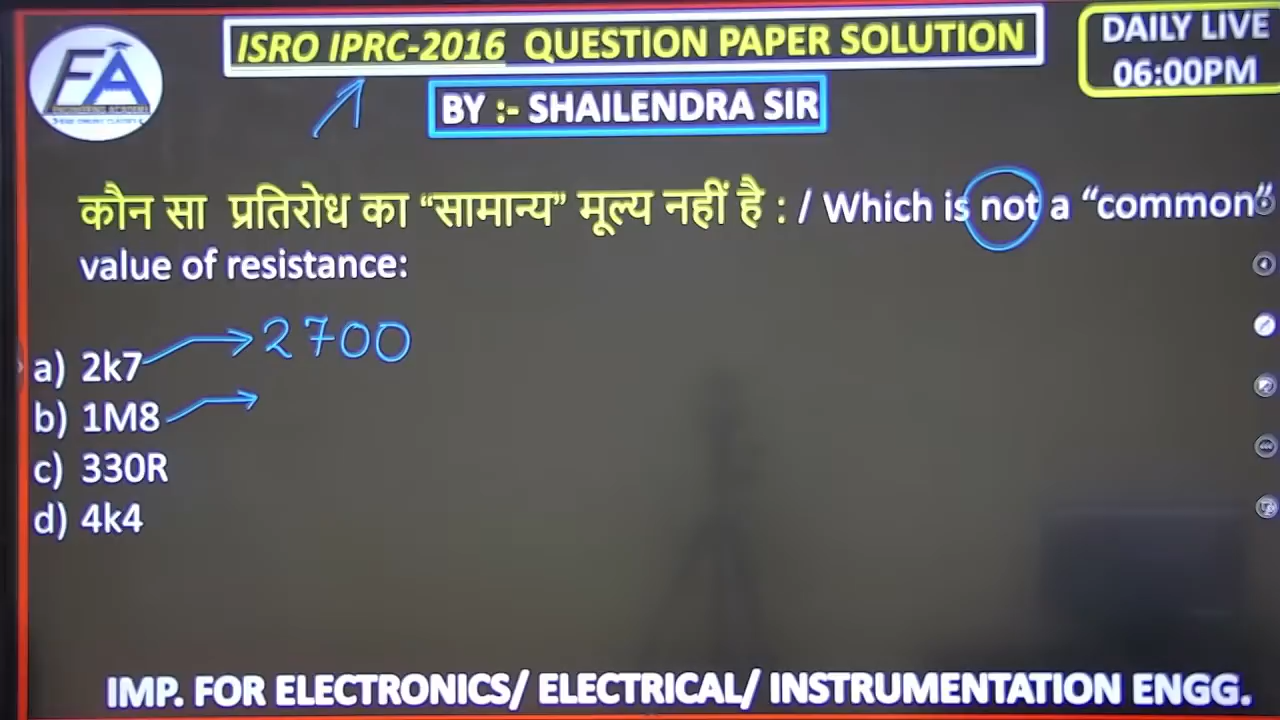 ISRO IPRC-2016 QUESTION PAPER SOLUTION
DAILY LIVE
06:00PM
BY :- SHAILENDRA SIR
FA
कौन सा प्रतिरोध का “सामान्य” मूल्य नहीं है : / Which is not a “common“
value of resistance:
a) 2k7 2700
b) 1M8
c) 330R
d) 4k4
IMP. FOR ELECTRONICS/ ELECTRICAL/ INSTRUMENTATION ENGG.